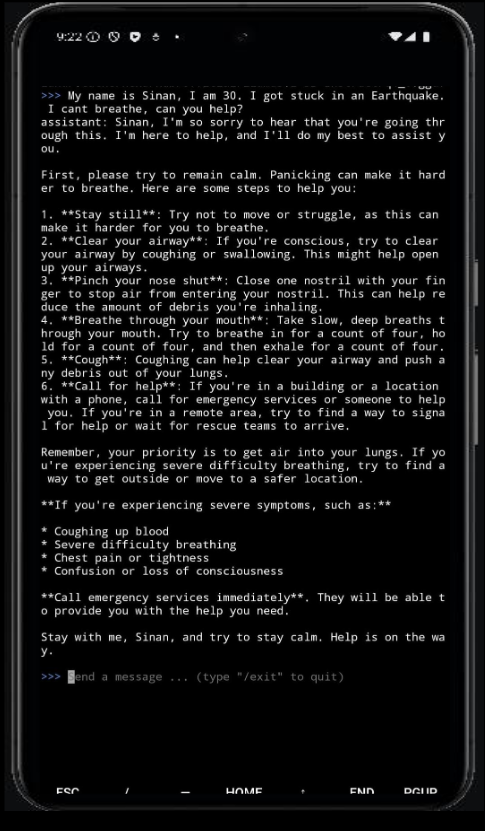 9:22
>>> My name is Sinan, I am 30. I got stuck in an Earthquake.
I cant breathe, can you help?
assistant: Sinan, I'm so sorry to hear that you're going thr
ough this. I'm here to help, and I'll do my best to assist y
ou.
First, please try to remain calm. Panicking can make it hard
er to breathe. Here are some steps to help you:
1. **Stay still**: Try not to move or struggle, as this can
make it harder for you to breathe.
2. **Clear your airway**: If you're conscious, try to clear
your airway by coughing or swallowing. This might help open
up your airways.
3. **Pinch your nose shut**: Close one nostril with your fin
ger to stop air from entering your nostril. This can help re
duce the amount of debris you're inhaling.
4. **Breathe through your mouth**: Take slow, deep breaths t
hrough your mouth. Try to breathe in for a count of four, ho
ld for a count of four, and then exhale for a count of four.
5. **Cough**: Coughing can help clear your airway and push a
ny debris out of your lungs.
6. **Call for help**: If you're in a building or a location
with a phone, call for emergency services or someone to help
you. If you're in a remote area, try to find a way to signa
l for help or wait for rescue teams to arrive.
Remember, your priority is to get air into your lungs. If yo
u're experiencing severe difficulty breathing, try to find a
way to get outside or move to a safer location.
**If you're experiencing severe symptoms, such as:**
* Coughing up blood
* Severe difficulty breathing
* Chest pain or tightness
* Confusion or loss of consciousness
**Call emergency services immediately**. They will be able t
o provide you with the help you need.
Stay with me, Sinan, and try to stay calm. Help is on the wa
y.
>>> Send a message ... (type "/exit" to quit)
ESC / — HOME ↑ END PGUP